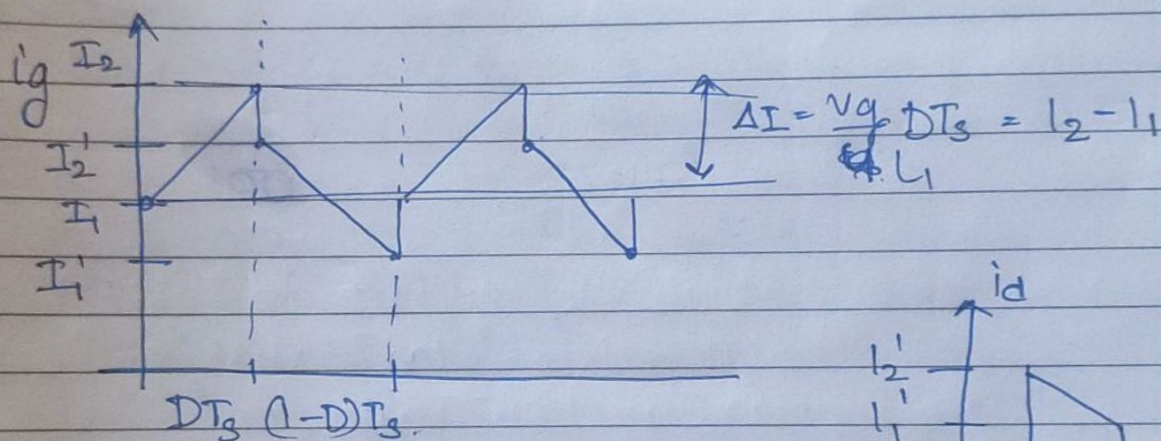 ig I₂
ΔI = Vg/L₁ DTs = I₂ - I₁
I₂'
I₁
I₁'
id
I₂'
I₁'
DTs (1-D)Ts.